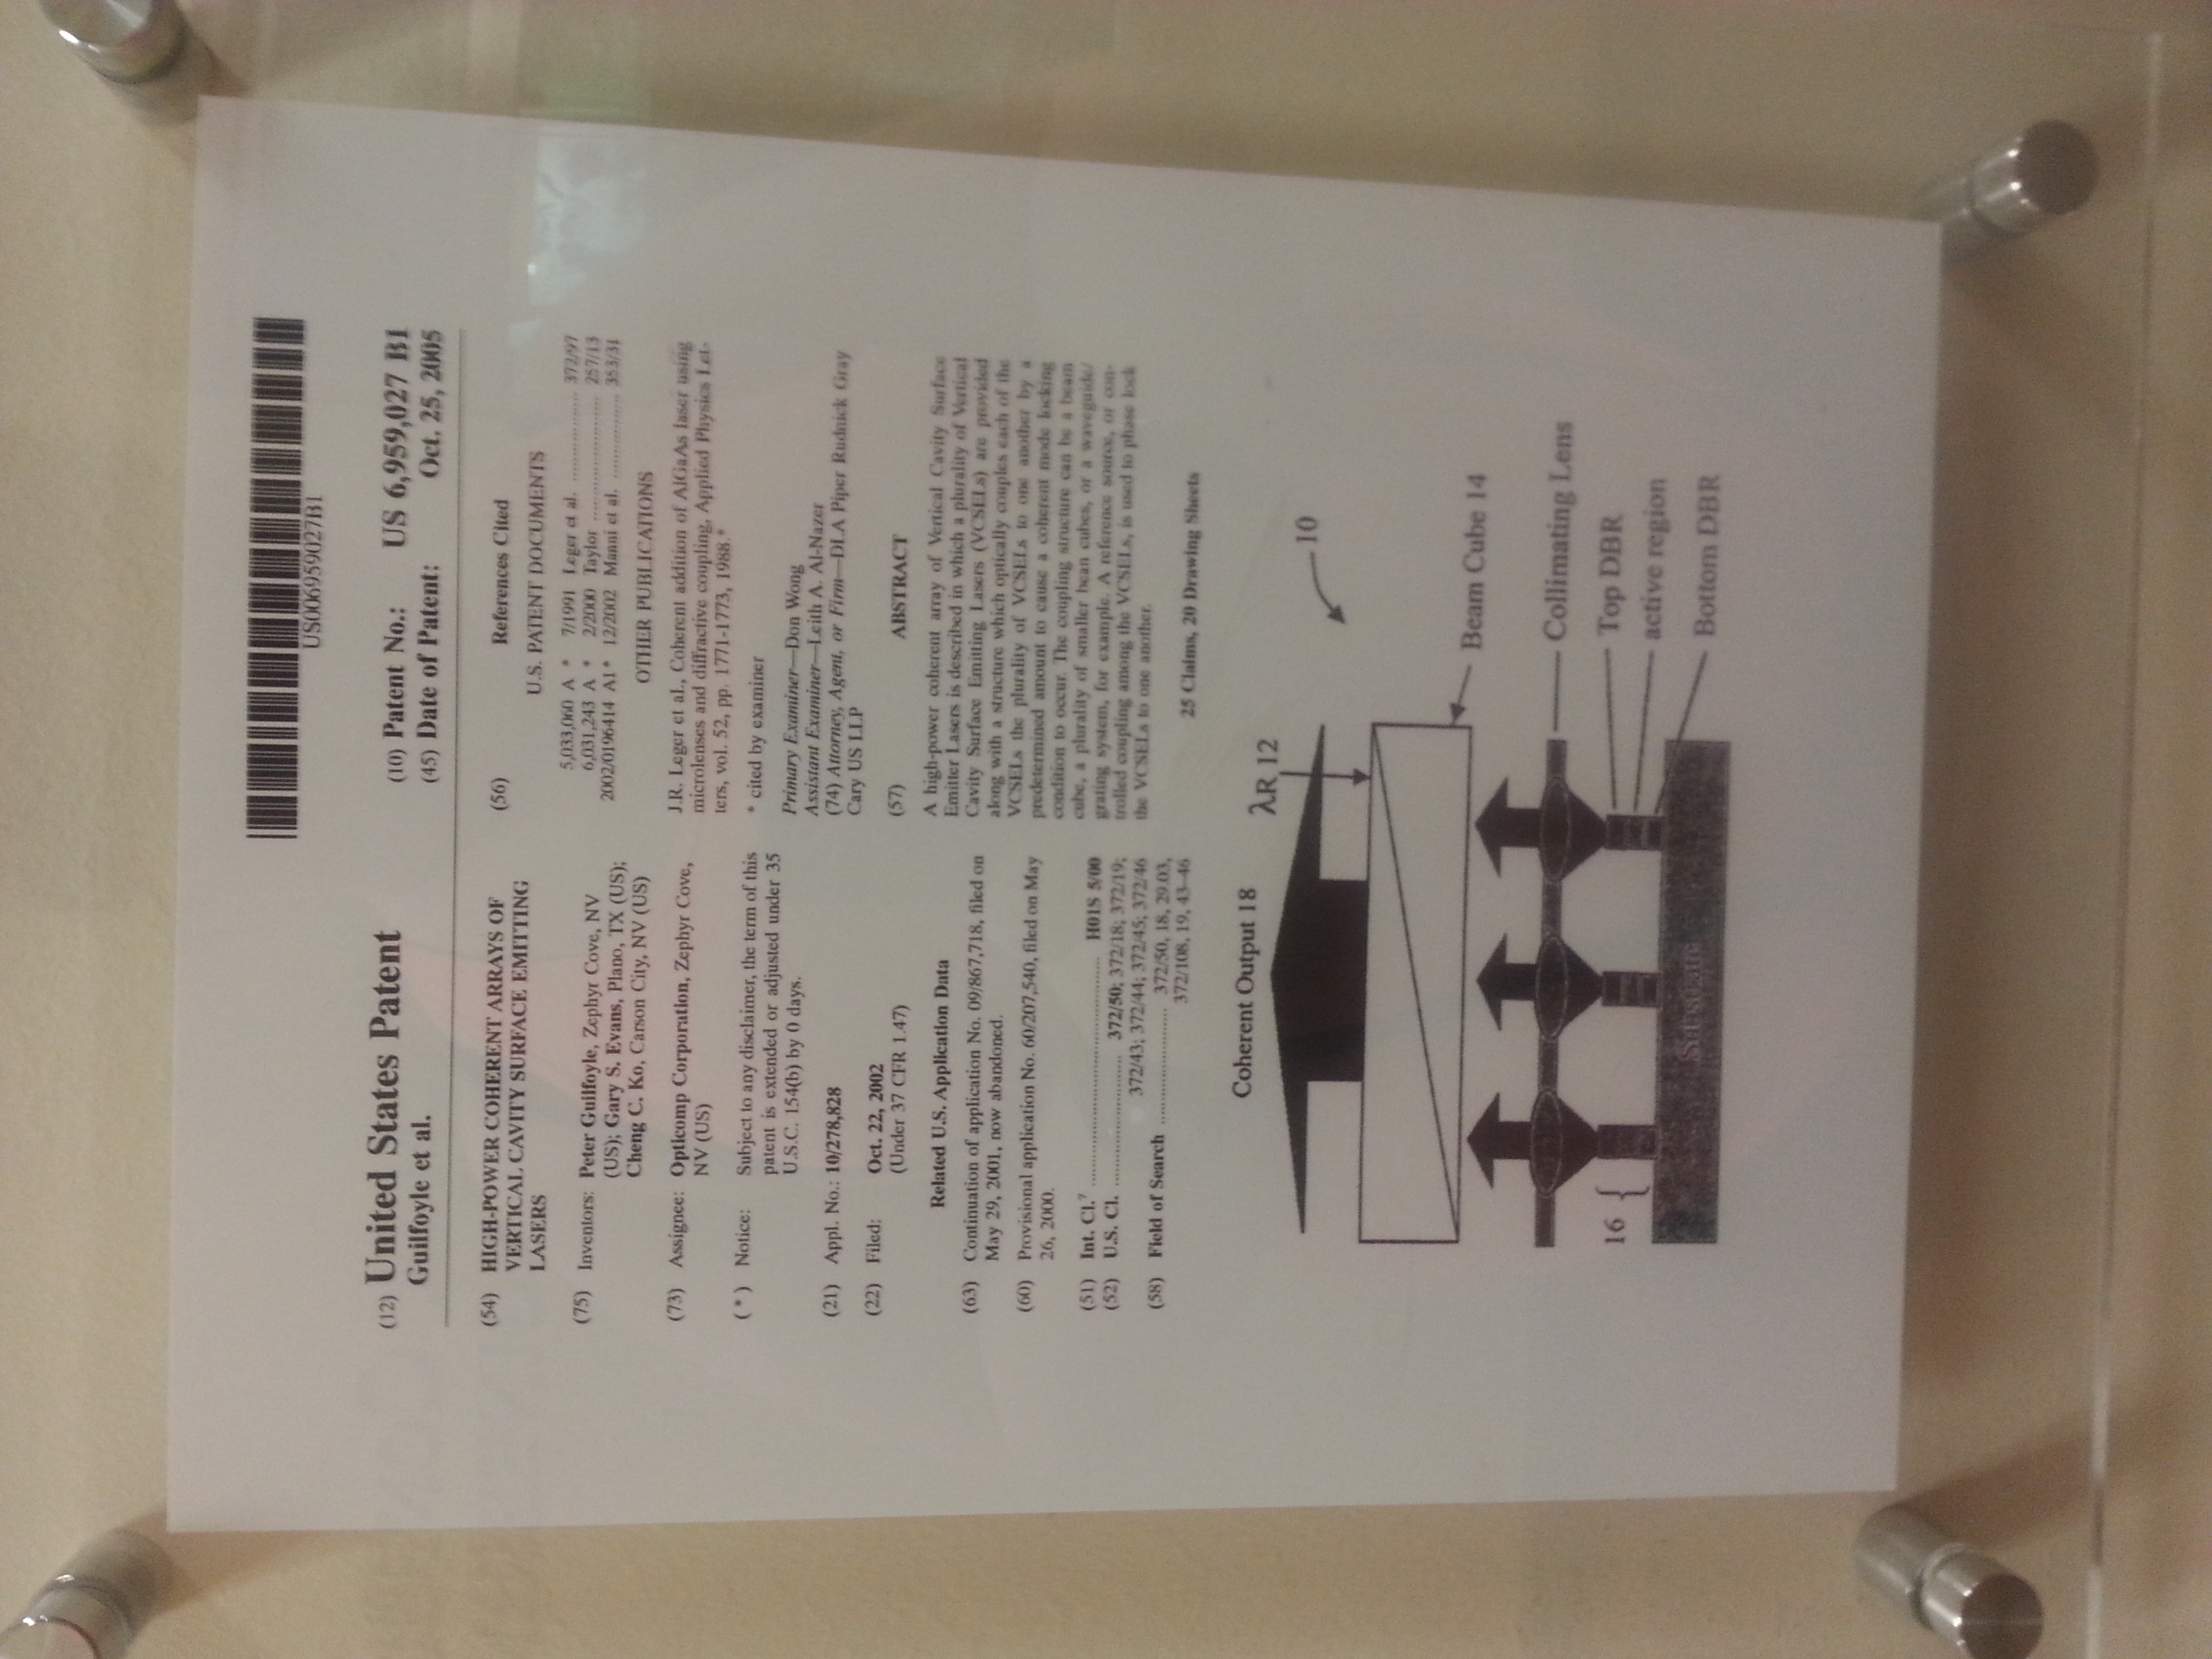 US006959027B1
(12) United States Patent
Guilfoyle et al.
(10) Patent No.: US 6,959,027 B1
(45) Date of Patent: Oct. 25, 2005
(54) HIGH-POWER COHERENT ARRAYS OF
VERTICAL CAVITY SURFACE EMITTING
LASERS
(75) Inventors: Peter Guilfoyle, Zephyr Cove, NV
(US); Gary S. Evans, Plano, TX (US);
Cheng C. Ko, Carson City, NV (US)
(73) Assignee: Opticomp Corporation, Zephyr Cove,
NV (US)
(*) Notice: Subject to any disclaimer, the term of this
patent is extended or adjusted under 35
U.S.C. 154(b) by 0 days.
(21) Appl. No.: 10/278,828
(22) Filed: Oct. 22, 2002
(Under 37 CFR 1.47)
Related U.S. Application Data
(63) Continuation of application No. 09/867,718, filed on
May 29, 2001, now abandoned.
(60) Provisional application No. 60/207,540, filed on May
26, 2000.
(51) Int. Cl.⁷ ............ H01S 5/00
(52) U.S. Cl. ............ 372/50; 372/18; 372/19;
372/43; 372/44; 372/45; 372/46
(58) Field of Search ............ 372/50, 18, 29.03,
372/108, 19, 43–46
(56) References Cited
U.S. PATENT DOCUMENTS
5,033,060 A * 7/1991 Leger et al. ............ 372/97
6,031,243 A * 2/2000 Taylor ............ 257/13
2002/0196414 A1* 12/2002 Manni et al. ............ 353/31
OTHER PUBLICATIONS
J.R. Leger et al., Coherent addition of AlGaAs laser using
microlenses and diffractive coupling, Applied Physics Let-
ters, vol. 52, pp. 1771-1773, 1988.*
* cited by examiner
Primary Examiner—Don Wong
Assistant Examiner—Leith A. Al-Nazer
(74) Attorney, Agent, or Firm—DLA Piper Rudnick Gray
Cary US LLP
(57) ABSTRACT
A high-power coherent array of Vertical Cavity Surface
Emitter Lasers is described in which a plurality of Vertical
Cavity Surface Emitting Lasers (VCSELs) are provided
along with a structure which optically couples each of the
VCSELs the plurality of VCSELs to one another by a
predetermined amount to cause a coherent mode locking
condition to occur. The coupling structure can be a beam
cube, a plurality of smaller bean cubes, or a waveguide/
grating system, for example. A reference source, or con-
trolled coupling among the VCSELs, is used to phase lock
the VCSELs to one another.
25 Claims, 20 Drawing Sheets
Coherent Output 18
λR 12
10
Beam Cube 14
Collimating Lens
16 {
Top DBR
active region
Substrate
Bottom DBR